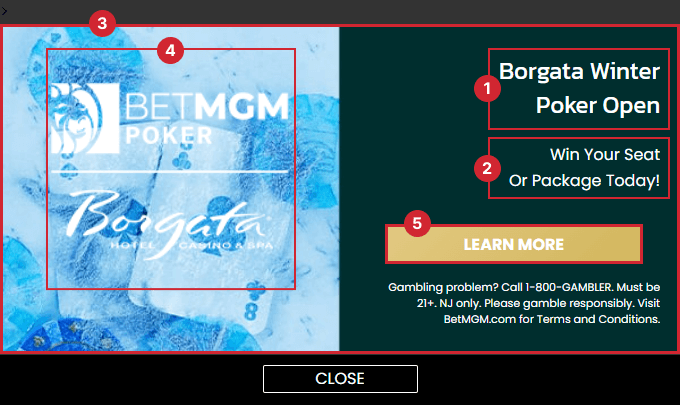 >
3
4
BETMGM
POKER
Borgata
HOTEL CASINO & SPA
8
1
Borgata Winter
Poker Open
2
Win Your Seat
Or Package Today!
5
LEARN MORE
Gambling problem? Call 1-800-GAMBLER. Must be
21+. NJ only. Please gamble responsibly. Visit
BetMGM.com for Terms and Conditions.
CLOSE